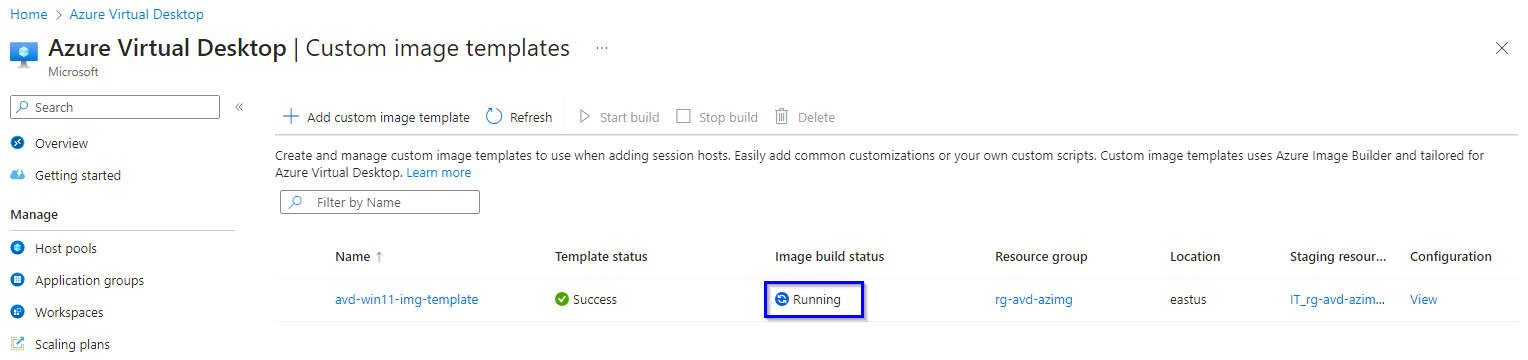 Home > Azure Virtual Desktop
Azure Virtual Desktop | Custom image templates ...
Microsoft
Search
Overview
Getting started
Manage
Host pools
Application groups
Workspaces
Scaling plans
Add custom image template Refresh Start build Stop build Delete
Create and manage custom image templates to use when adding session hosts. Easily add common customizations or your own custom scripts. Custom image templates uses Azure Image Builder and tailored for
Azure Virtual Desktop. Learn more
Filter by Name
Name ↑ Template status Image build status Resource group Location Staging resour... Configuration
avd-win11-img-template Success Running rg-avd-azimg eastus IT_rg-avd-azim... View